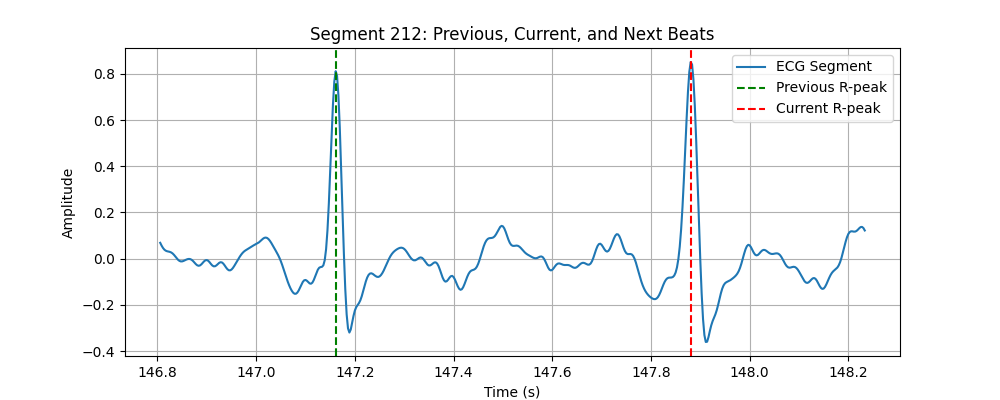 Segment 212: Previous, Current, and Next Beats
ECG Segment
Previous R-peak
Current R-peak
Amplitude
0.8
0.6
0.4
0.2
0.0
−0.2
−0.4
146.8 147.0 147.2 147.4 147.6 147.8 148.0 148.2
Time (s)